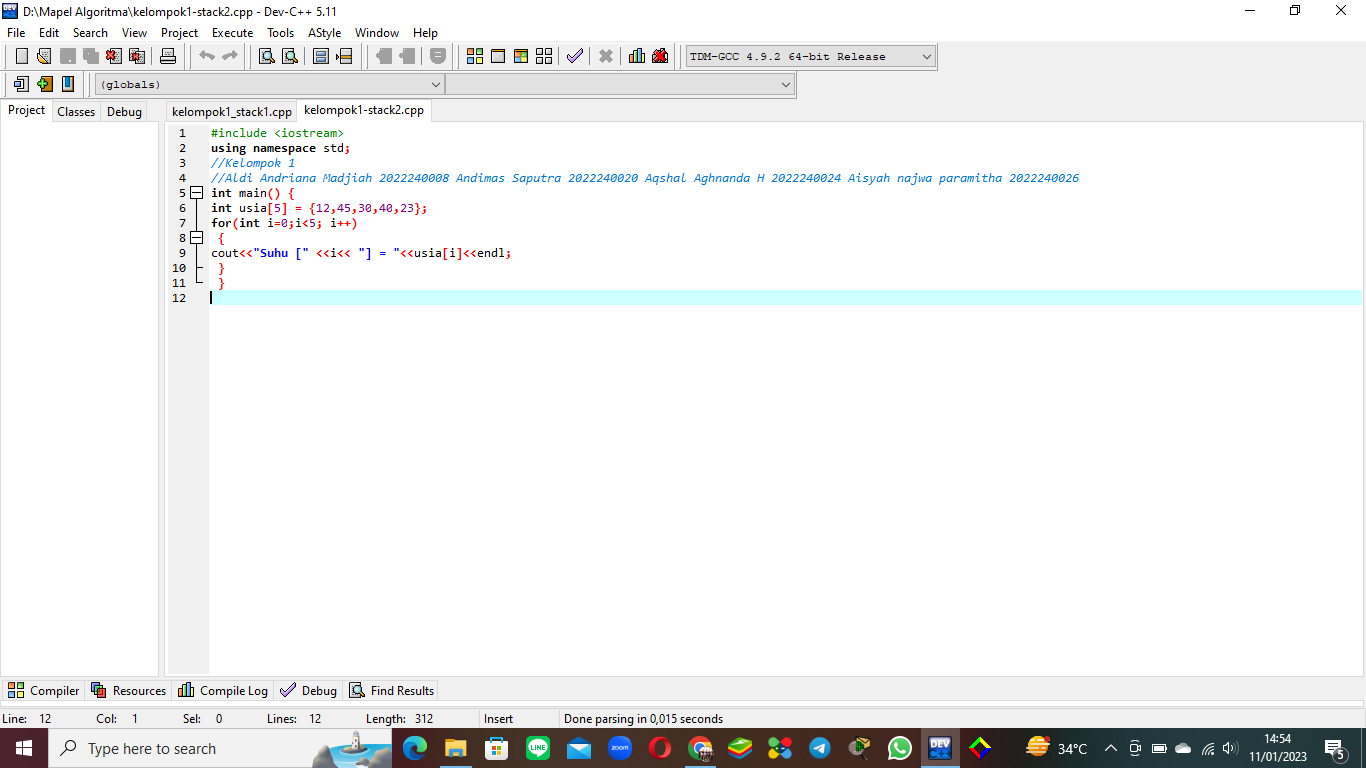 D:\Mapel Algoritma\kelompok1-stack2.cpp - Dev-C++ 5.11
File Edit Search View Project Execute Tools AStyle Window Help
TDM-GCC 4.9.2 64-bit Release
(globals)
Project Classes Debug kelompok1_stack1.cpp kelompok1-stack2.cpp
1 #include <iostream>
2 using namespace std;
3 //Kelompok 1
4 //Aldi Andriana Madjiah 2022240008 Andimas Saputra 2022240020 Aqshal Aghnanda H 2022240024 Aisyah najwa paramitha 2022240026
5 int main() {
6 int usia[5] = {12,45,30,40,23};
7 for(int i=0;i<5; i++)
8 {
9 cout<<"Suhu [" <<i<< "] = "<<usia[i]<<endl;
10 }
11 }
12
Compiler Resources Compile Log Debug Find Results
Line: 12 Col: 1 Sel: 0 Lines: 12 Length: 312 Insert Done parsing in 0,015 seconds
Type here to search LINE zoom DEV 34°C 14:54
11/01/2023 5